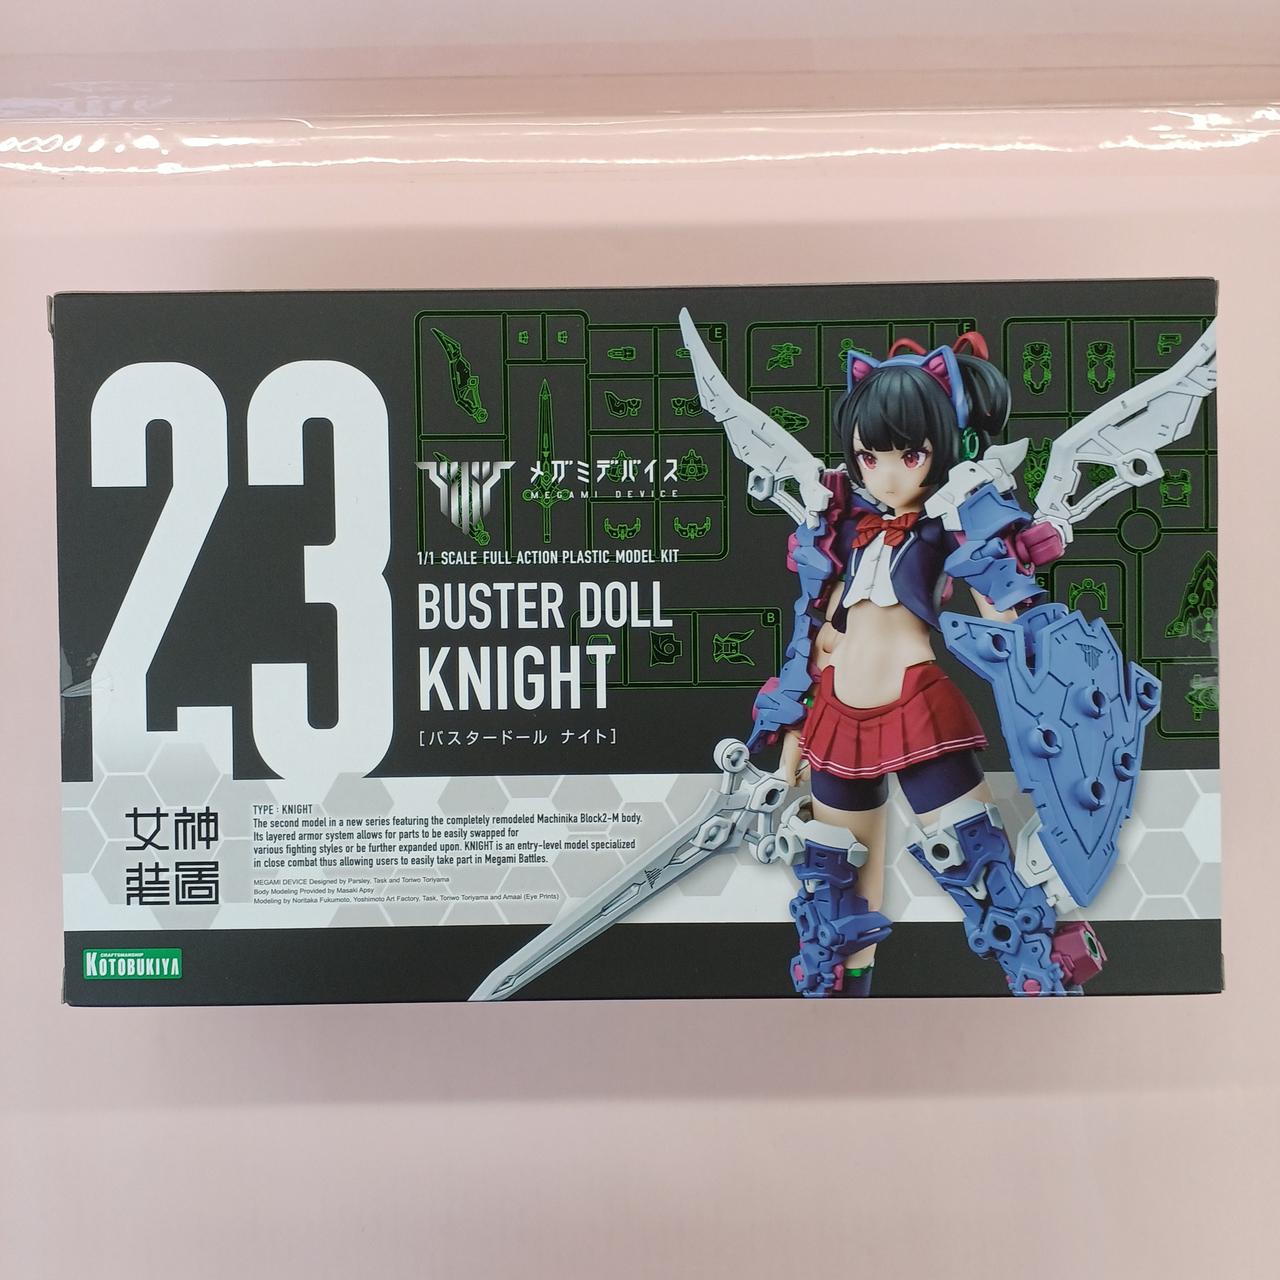 23
メガミデバイス
MEGAMI DEVICE
1/1 SCALE FULL ACTION PLASTIC MODEL KIT
BUSTER DOLL
KNIGHT
[バスタードール ナイト]
E
F
B
G
女神
装置
TYPE : KNIGHT
The second model in a new series featuring the completely remodeled Machinika Block2-M body.
Its layered armor system allows for parts to be easily swapped for
various fighting styles or be further expanded upon. KNIGHT is an entry-level model specialized
in close combat thus allowing users to easily take part in Megami Battles.
MEGAMI DEVICE Designed by Parsley, Task and Toriwo Toriyama
Body Modeling Provided by Masaki Apsy
Modeling by Noritaka Fukumoto, Yoshimoto Art Factory, Task, Toriwo Toriyama and Amaai (Eye Prints)
CRAFTSMANSHIP
KOTOBUKIYA